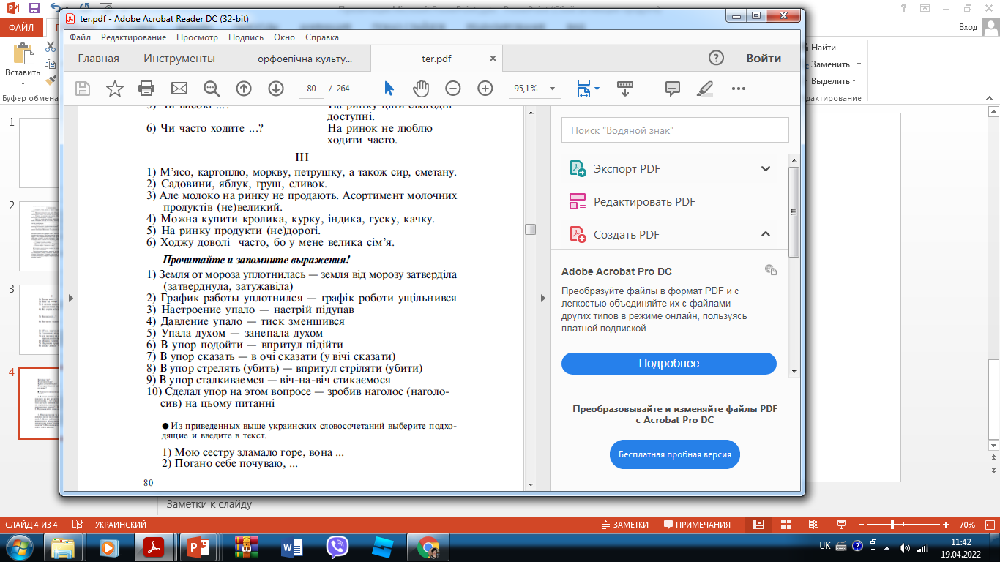 ФАЙЛ
Вход
Вставить
Буфер обмена
Найти
Заменить
Выделить
дактирование
ter.pdf - Adobe Acrobat Reader DC (32-bit)
Файл Редактирование Просмотр Подпись Окно Справка
Главная Инструменты орфоепічна культу... ter.pdf Войти
80 / 264 95,1%
доступні.
6) Чи часто ходите ...? На ринок не люблю
ходити часто.
III
1) М’ясо, картоплю, моркву, петрушку, а також сир, сметану.
2) Садовини, яблук, груш, сливок.
3) Але молоко на ринку не продають. Асортимент молочних
продуктів (не)великий.
4) Можна купити кролика, курку, індика, гуску, качку.
5) На ринку продукти (не)дорогі.
6) Ходжу доволі часто, бо у мене велика сім’я.
Прочитайте и запомните выражения!
1) Земля от мороза уплотнилась — земля від морозу затверділа
(затверднула, затужавіла)
2) График работы уплотнился — графік роботи ущільнився
3) Настроение упало — настрій підупав
4) Давление упало — тиск зменшився
5) Упала духом — занепала духом
6) В упор подойти — впритул підійти
7) В упор сказать — в очі сказати (у вічі сказати)
8) В упор стрелять (убить) — впритул стріляти (убити)
9) В упор сталкиваемся — віч-на-віч стикаємося
10) Сделал упор на этом вопросе — зробив наголос (наголо-
сив) на цьому питанні
● Из приведенных выше украинских словосочетаний выберите подхо-
дящие и введите в текст.
1) Мою сестру зламало горе, вона ...
2) Погано себе почуваю, ...
80
Поиск "Водяной знак"
Экспорт PDF
Редактировать PDF
Создать PDF
Adobe Acrobat Pro DC
Преобразуйте файлы в формат PDF и с
легкостью объединяйте их с файлами
других типов в режиме онлайн, пользуясь
платной подпиской
Подробнее
Преобразовывайте и изменяйте файлы PDF
с Acrobat Pro DC
Бесплатная пробная версия
1
2
3
4
Заметки к слайду
СЛАЙД 4 ИЗ 4 УКРАИНСКИЙ ЗАМЕТКИ ПРИМЕЧАНИЯ 70%
UK 11:42
19.04.2022